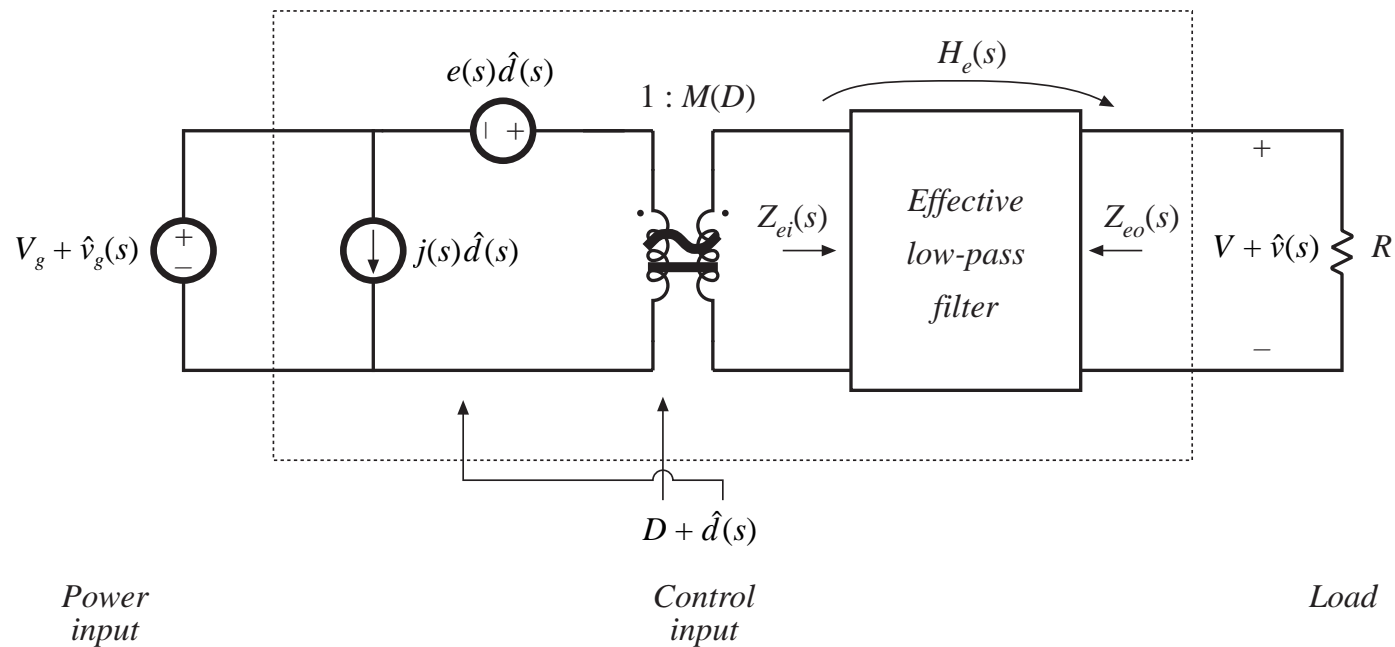 H_e(s)
e(s)d̂(s)
1 : M(D)
+
Z_ei(s)
Effective
low-pass
filter
Z_eo(s)
V_g + v̂_g(s)
+
–
j(s)d̂(s)
– +
V + v̂(s)
R
–
D + d̂(s)
Power
input
Control
input
Load